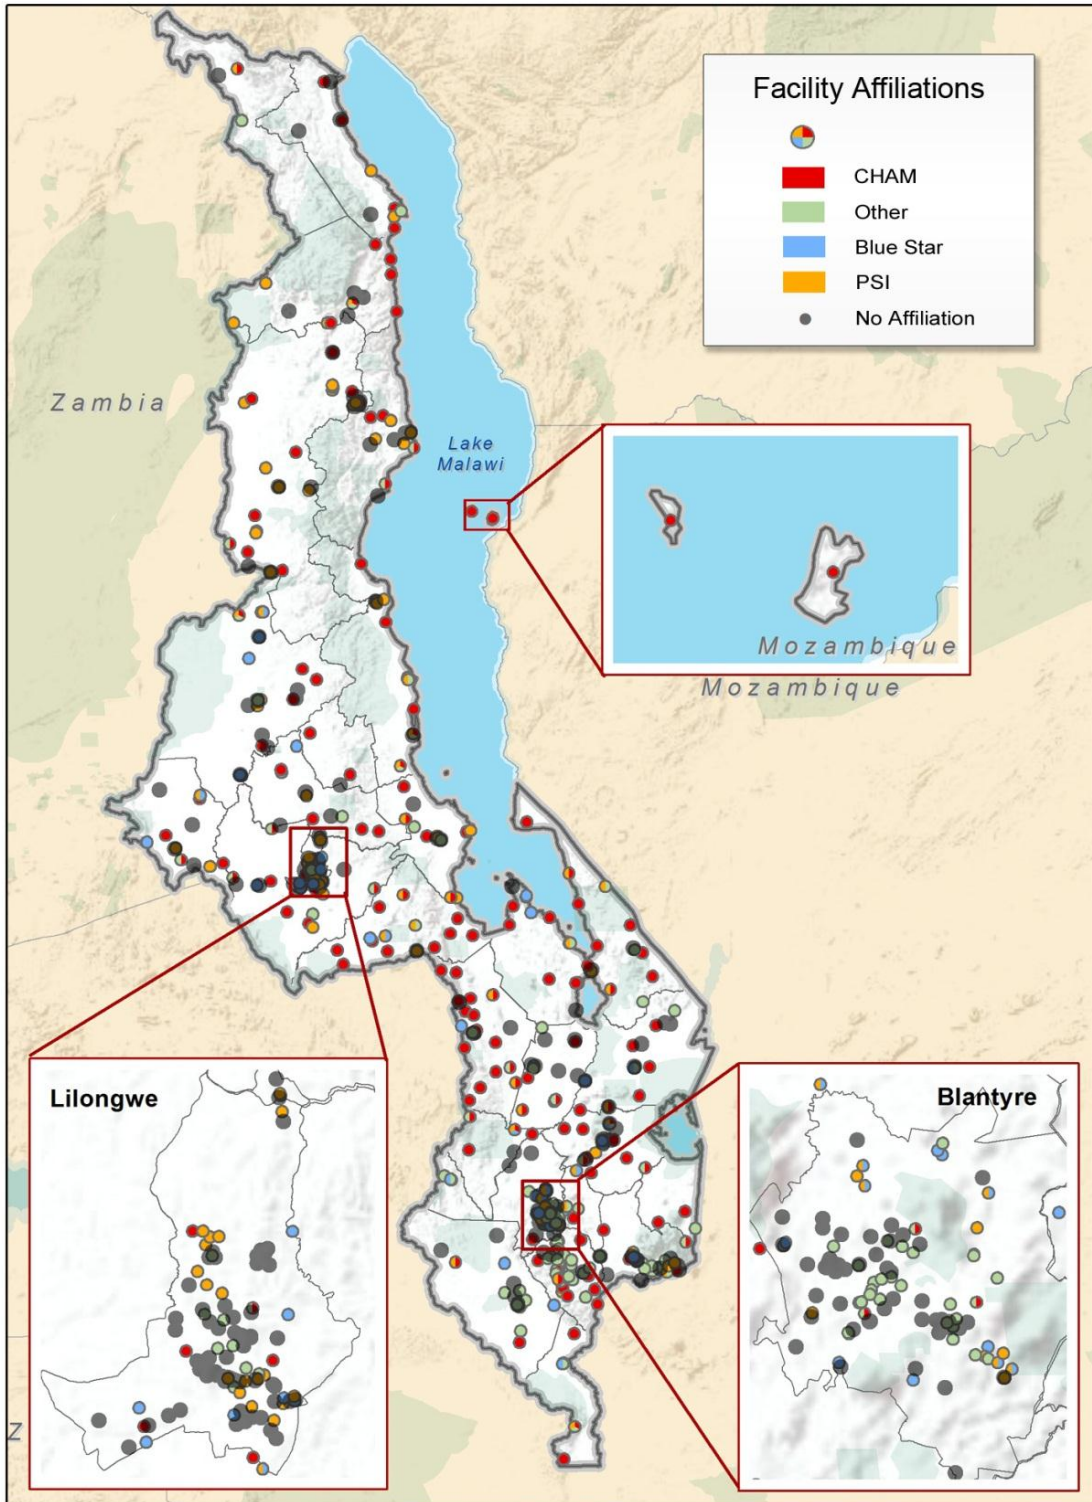 Facility Affiliations
CHAM
Other
Blue Star
PSI
No Affiliation
Zambia
Lake
Malawi
Mozambique
Mozambique
Lilongwe
Blantyre
Z